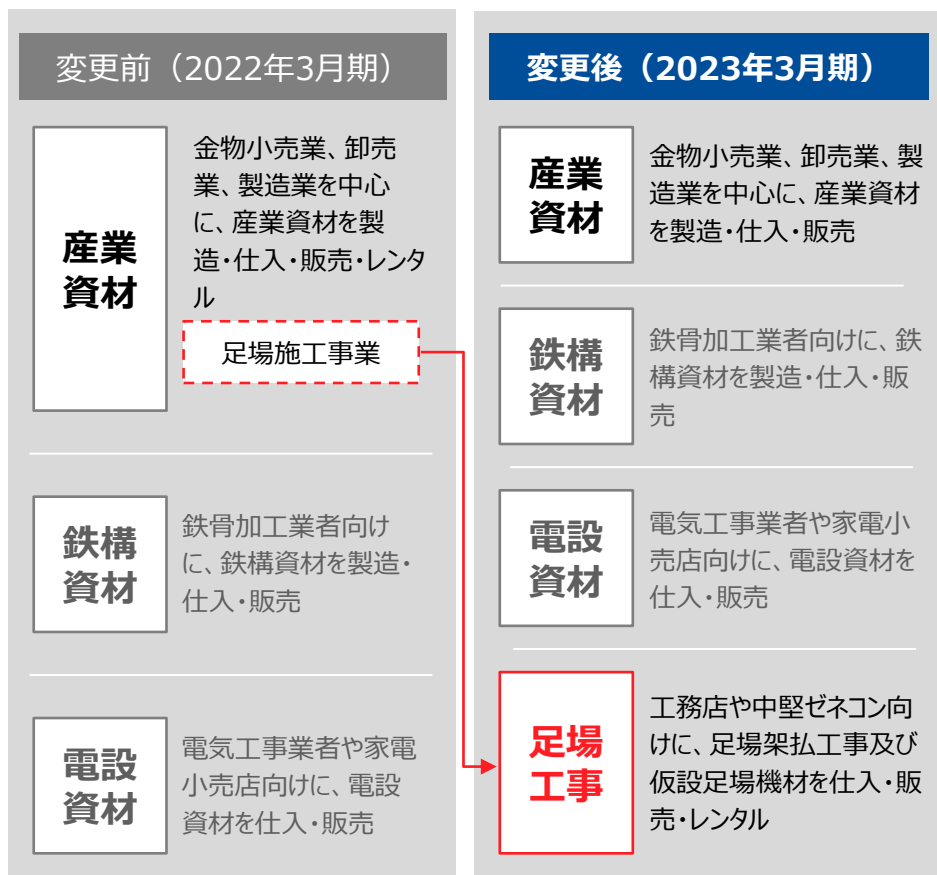 変更前（2022年3月期）
産業
資材
金物小売業、卸売
業、製造業を中心
に、産業資材を製
造・仕入・販売・レンタ
ル
足場施工事業
鉄構
資材
鉄骨加工業者向け
に、鉄構資材を製造・
仕入・販売
電設
資材
電気工事業者や家電
小売店向けに、電設
資材を仕入・販売
変更後（2023年3月期）
産業
資材
金物小売業、卸売業、製
造業を中心に、産業資材
を製造・仕入・販売
鉄構
資材
鉄骨加工業者向けに、鉄
構資材を製造・仕入・販
売
電設
資材
電気工事業者や家電小
売店向けに、電設資材を
仕入・販売
足場
工事
工務店や中堅ゼネコン向
けに、足場架払工事及び
仮設足場機材を仕入・販
売・レンタル